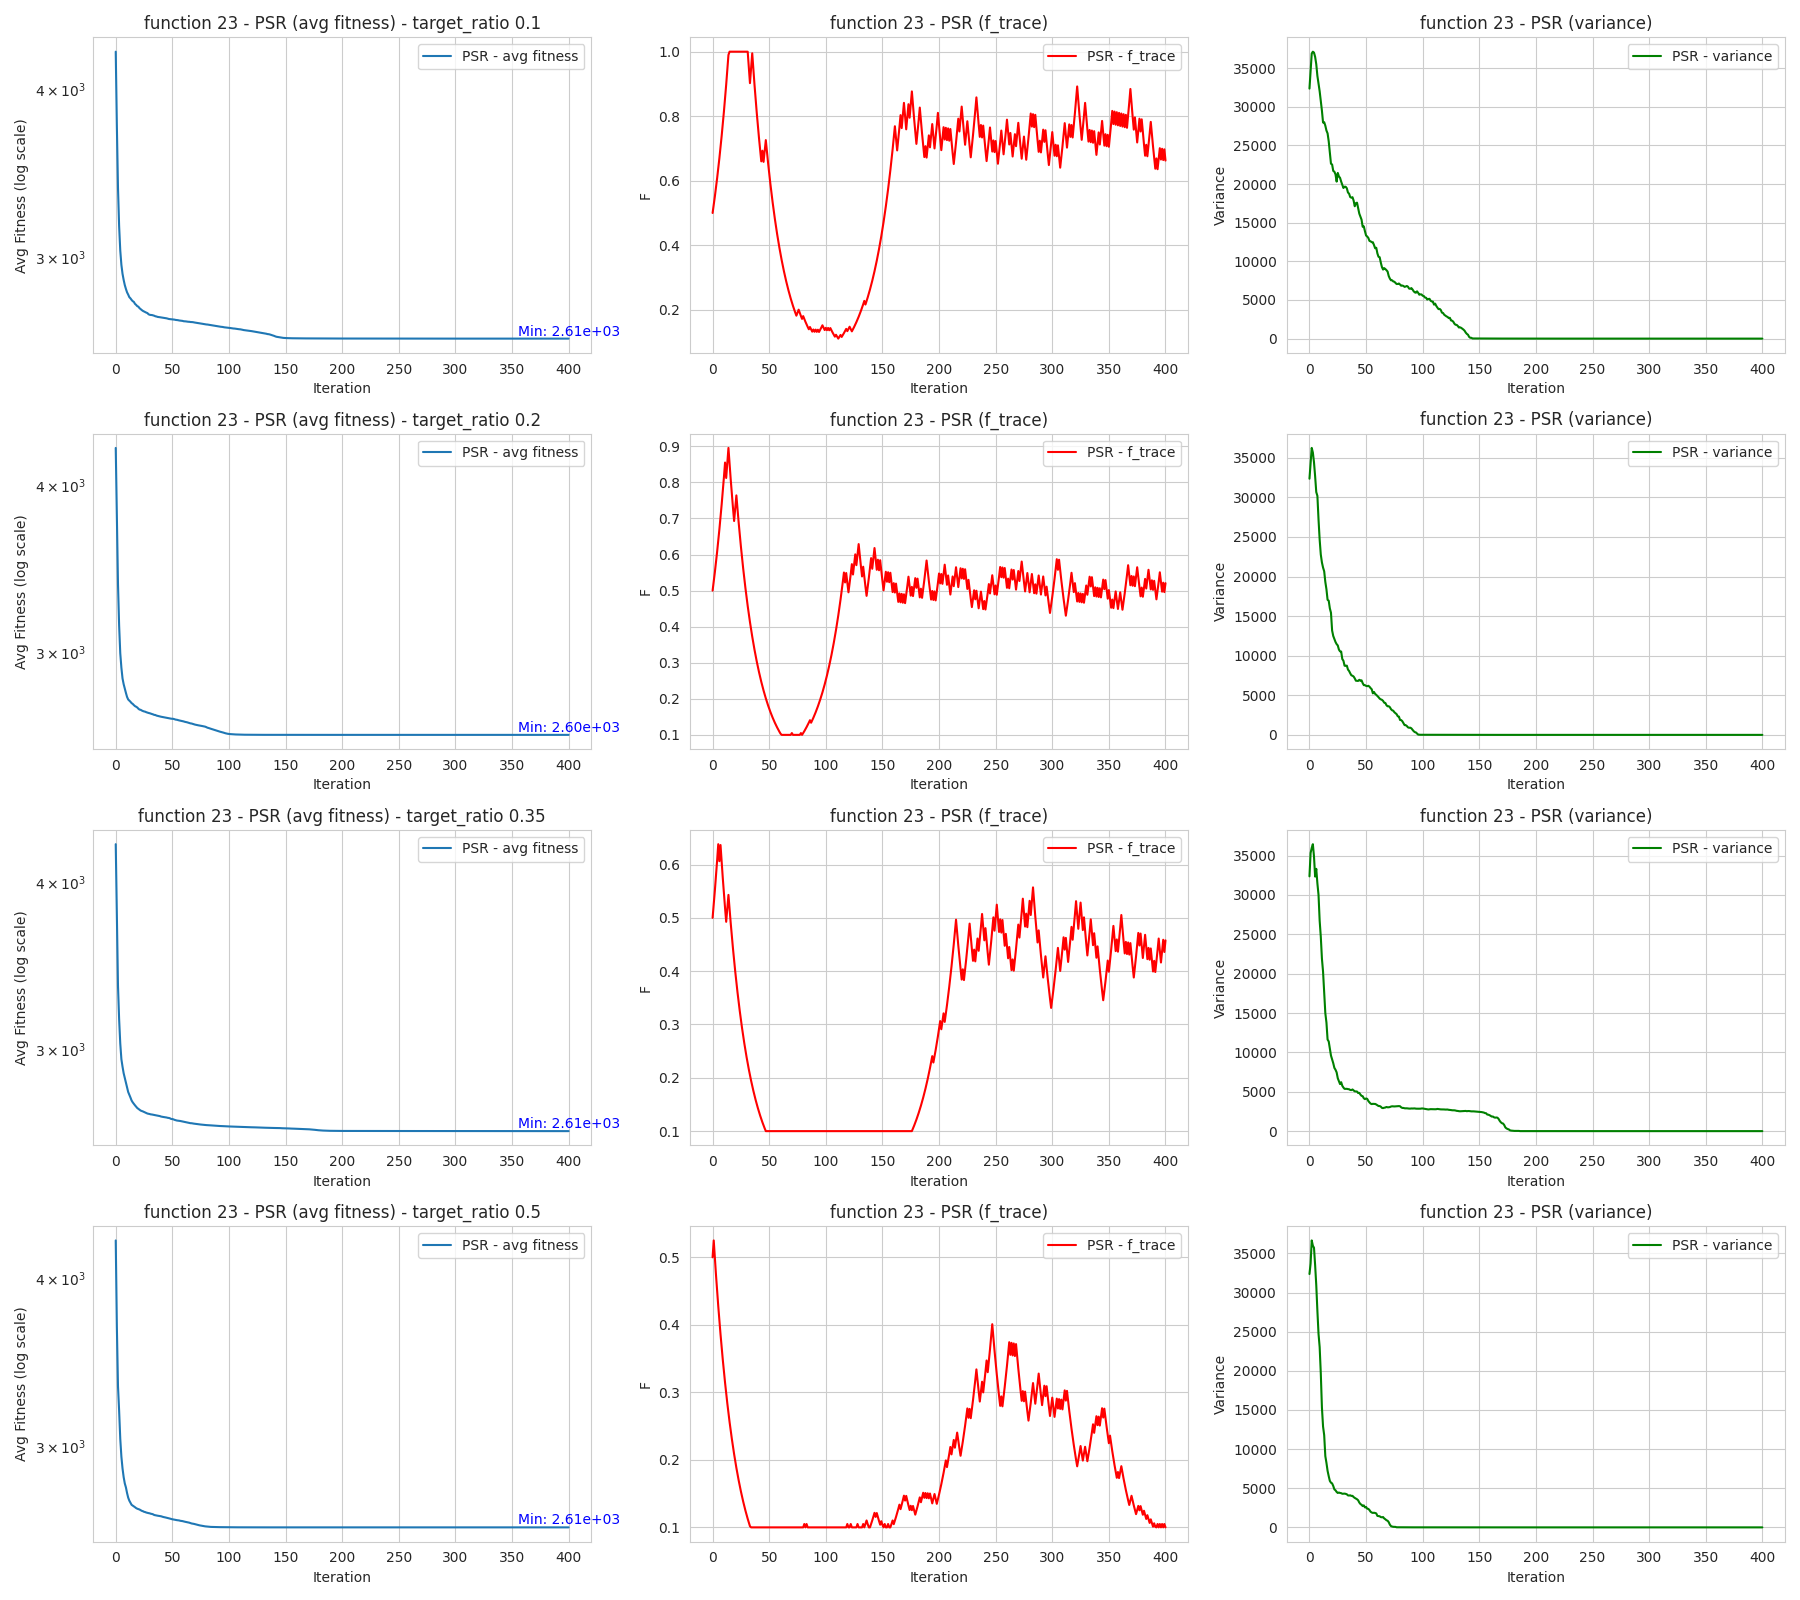 function 23 - PSR (avg fitness) - target_ratio 0.1
PSR - avg fitness
Avg Fitness (log scale)
4 × 10³
3 × 10³
Min: 2.61e+03
0 50 100 150 200 250 300 350 400
Iteration
function 23 - PSR (f_trace)
PSR - f_trace
F
1.0
0.8
0.6
0.4
0.2
0 50 100 150 200 250 300 350 400
Iteration
function 23 - PSR (variance)
PSR - variance
Variance
35000
30000
25000
20000
15000
10000
5000
0
0 50 100 150 200 250 300 350 400
Iteration
function 23 - PSR (avg fitness) - target_ratio 0.2
PSR - avg fitness
Avg Fitness (log scale)
4 × 10³
3 × 10³
Min: 2.60e+03
0 50 100 150 200 250 300 350 400
Iteration
function 23 - PSR (f_trace)
PSR - f_trace
F
0.9
0.8
0.7
0.6
0.5
0.4
0.3
0.2
0.1
0 50 100 150 200 250 300 350 400
Iteration
function 23 - PSR (variance)
PSR - variance
Variance
35000
30000
25000
20000
15000
10000
5000
0
0 50 100 150 200 250 300 350 400
Iteration
function 23 - PSR (avg fitness) - target_ratio 0.35
PSR - avg fitness
Avg Fitness (log scale)
4 × 10³
3 × 10³
Min: 2.61e+03
0 50 100 150 200 250 300 350 400
Iteration
function 23 - PSR (f_trace)
PSR - f_trace
F
0.6
0.5
0.4
0.3
0.2
0.1
0 50 100 150 200 250 300 350 400
Iteration
function 23 - PSR (variance)
PSR - variance
Variance
35000
30000
25000
20000
15000
10000
5000
0
0 50 100 150 200 250 300 350 400
Iteration
function 23 - PSR (avg fitness) - target_ratio 0.5
PSR - avg fitness
Avg Fitness (log scale)
4 × 10³
3 × 10³
Min: 2.61e+03
0 50 100 150 200 250 300 350 400
Iteration
function 23 - PSR (f_trace)
PSR - f_trace
F
0.5
0.4
0.3
0.2
0.1
0 50 100 150 200 250 300 350 400
Iteration
function 23 - PSR (variance)
PSR - variance
Variance
35000
30000
25000
20000
15000
10000
5000
0
0 50 100 150 200 250 300 350 400
Iteration